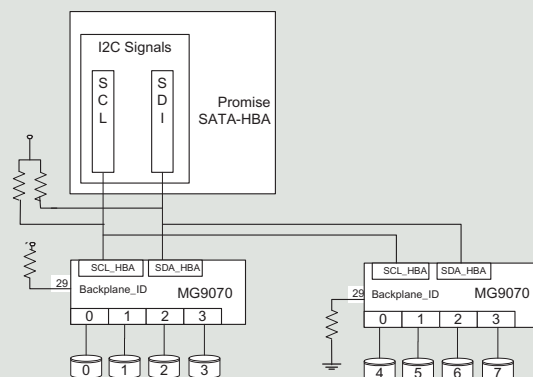 I2C Signals
S
C
L
S
D
I
Promise
SATA-HBA
SCL_HBA
SDA_HBA
29
Backplane_ID
MG9070
0
1
2
3
0
1
2
3
SCL_HBA
SDA_HBA
29
Backplane_ID
MG9070
0
1
2
3
4
5
6
7